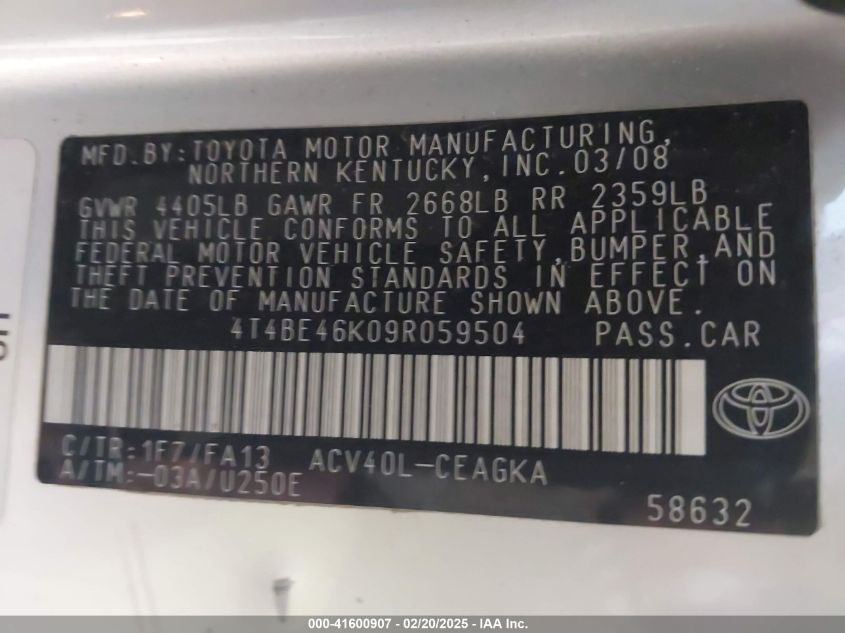 MFD.BY:TOYOTA MOTOR MANUFACTURING,
NORTHERN KENTUCKY,INC.03/08
GVWR 4405LB GAWR FR 2668LB RR 2359LB
THIS VEHICLE CONFORMS TO ALL APPLICABLE
FEDERAL MOTOR VEHICLE SAFETY,BUMPER,AND
THEFT PREVENTION STANDARDS IN EFFECT ON
THE DATE OF MANUFACTURE SHOWN ABOVE.
4T4BE46K09R059504 PASS.CAR
C/TR:1F7/FA13 ACV40L-CEAGKA
A/TM:-03A/U250E
58632
000-41600907 - 02/20/2025 - IAA Inc.